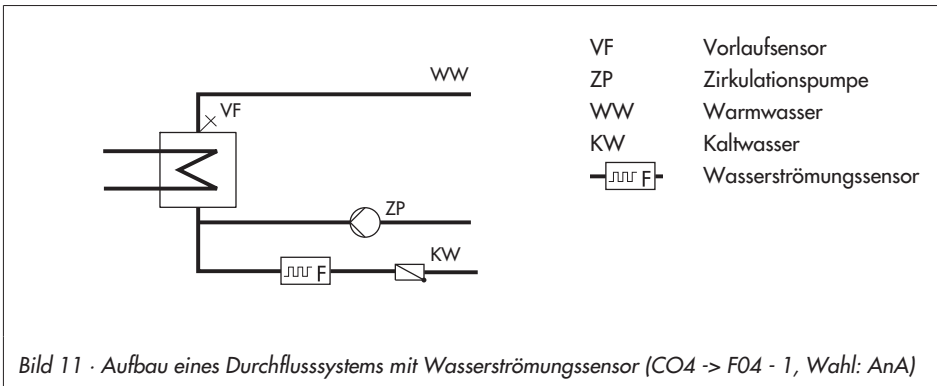 WW
VF
ZP
F
KW
VF Vorlaufsensor
ZP Zirkulationspumpe
WW Warmwasser
KW Kaltwasser
F Wasserströmungssensor
Bild 11 · Aufbau eines Durchflusssystems mit Wasserströmungssensor (CO4 -> F04 - 1, Wahl: AnA)